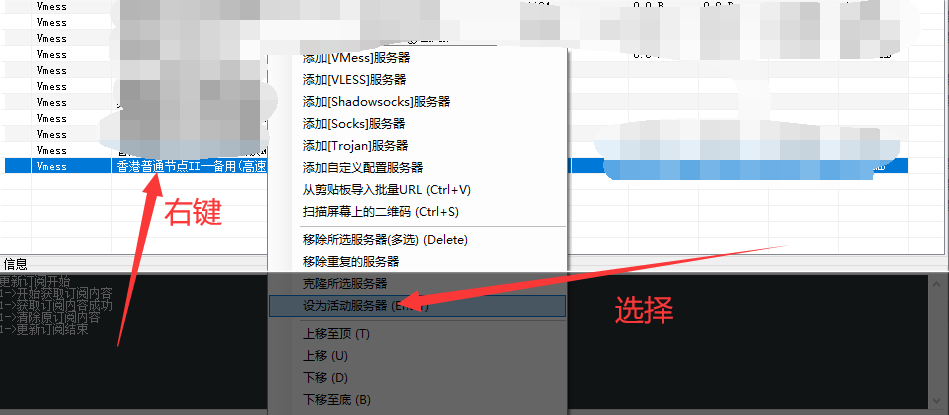 Vmess
Vmess
Vmess
Vmess
Vmess
添加[VMess]服务器
Vmess
添加[VLESS]服务器
Vmess
添加[Shadowsocks]服务器
Vmess
添加[Socks]服务器
Vmess
添加[Trojan]服务器
Vmess
Vmess 香港普通节点II一备用(高速
添加自定义配置服务器
从剪贴板导入批量URL (Ctrl+V)
扫描屏幕上的二维码 (Ctrl+S)
右键
移除所选服务器(多选) (Delete)
移除重复的服务器
信息
克隆所选服务器
更新订阅开始
1->开始获取订阅内容
设为活动服务器
1->获取订阅内容成功
选择
1->清除原订阅内容
1->更新订阅结束
上移至顶 (T)
上移 (U)
下移 (D)
下移至底 (B)